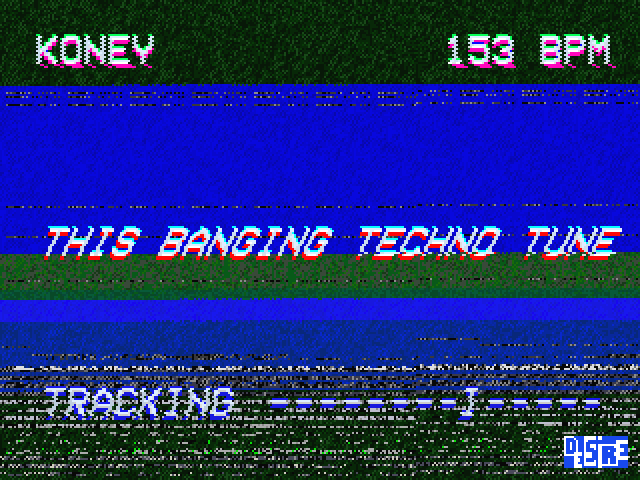 KONEY 153 BPM
THIS BANGING TECHNO TUNE
TRACKING --------I-----